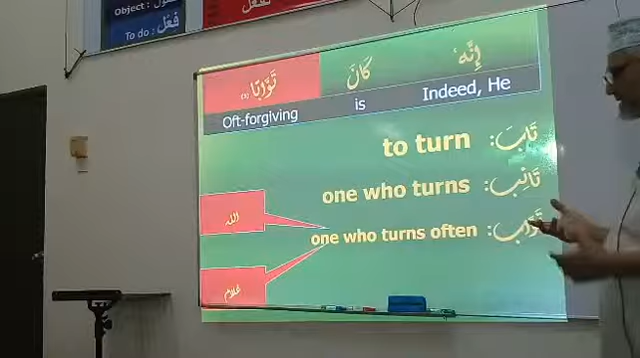 Object :
فَعْل
To do :
إِنَّهُ كَانَ تَوَّابًا
Indeed, He is Oft-forgiving
تَابَ: to turn
تَائِب: one who turns
تَوَّاب: one who turns often
الله